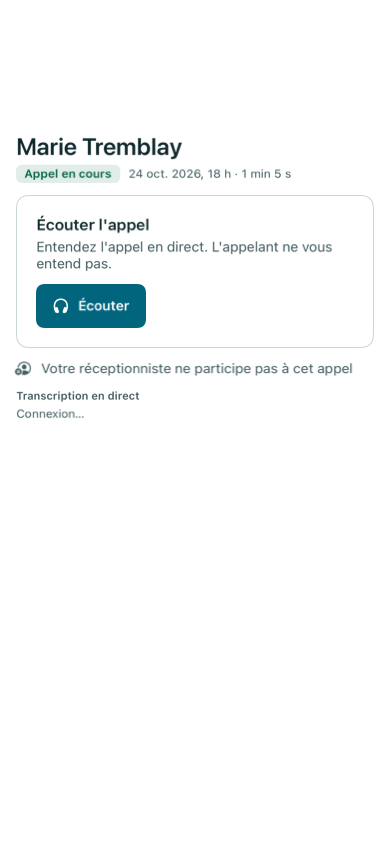 Marie Tremblay
Appel en cours 24 oct. 2026, 18 h · 1 min 5 s
Écouter l'appel
Entendez l'appel en direct. L'appelant ne vous
entend pas.
Écouter
Votre réceptionniste ne participe pas à cet appel
Transcription en direct
Connexion…